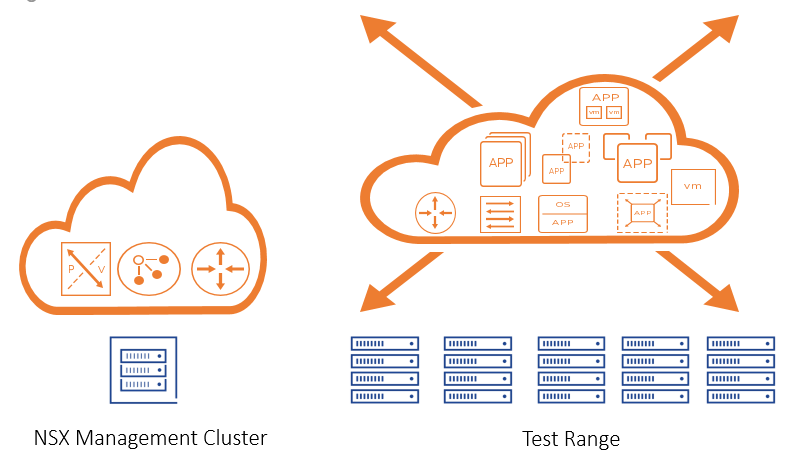 APP
vm vm
APP
APP
APP
APP
vm
OS
APP
APP
P V
NSX Management Cluster
Test Range